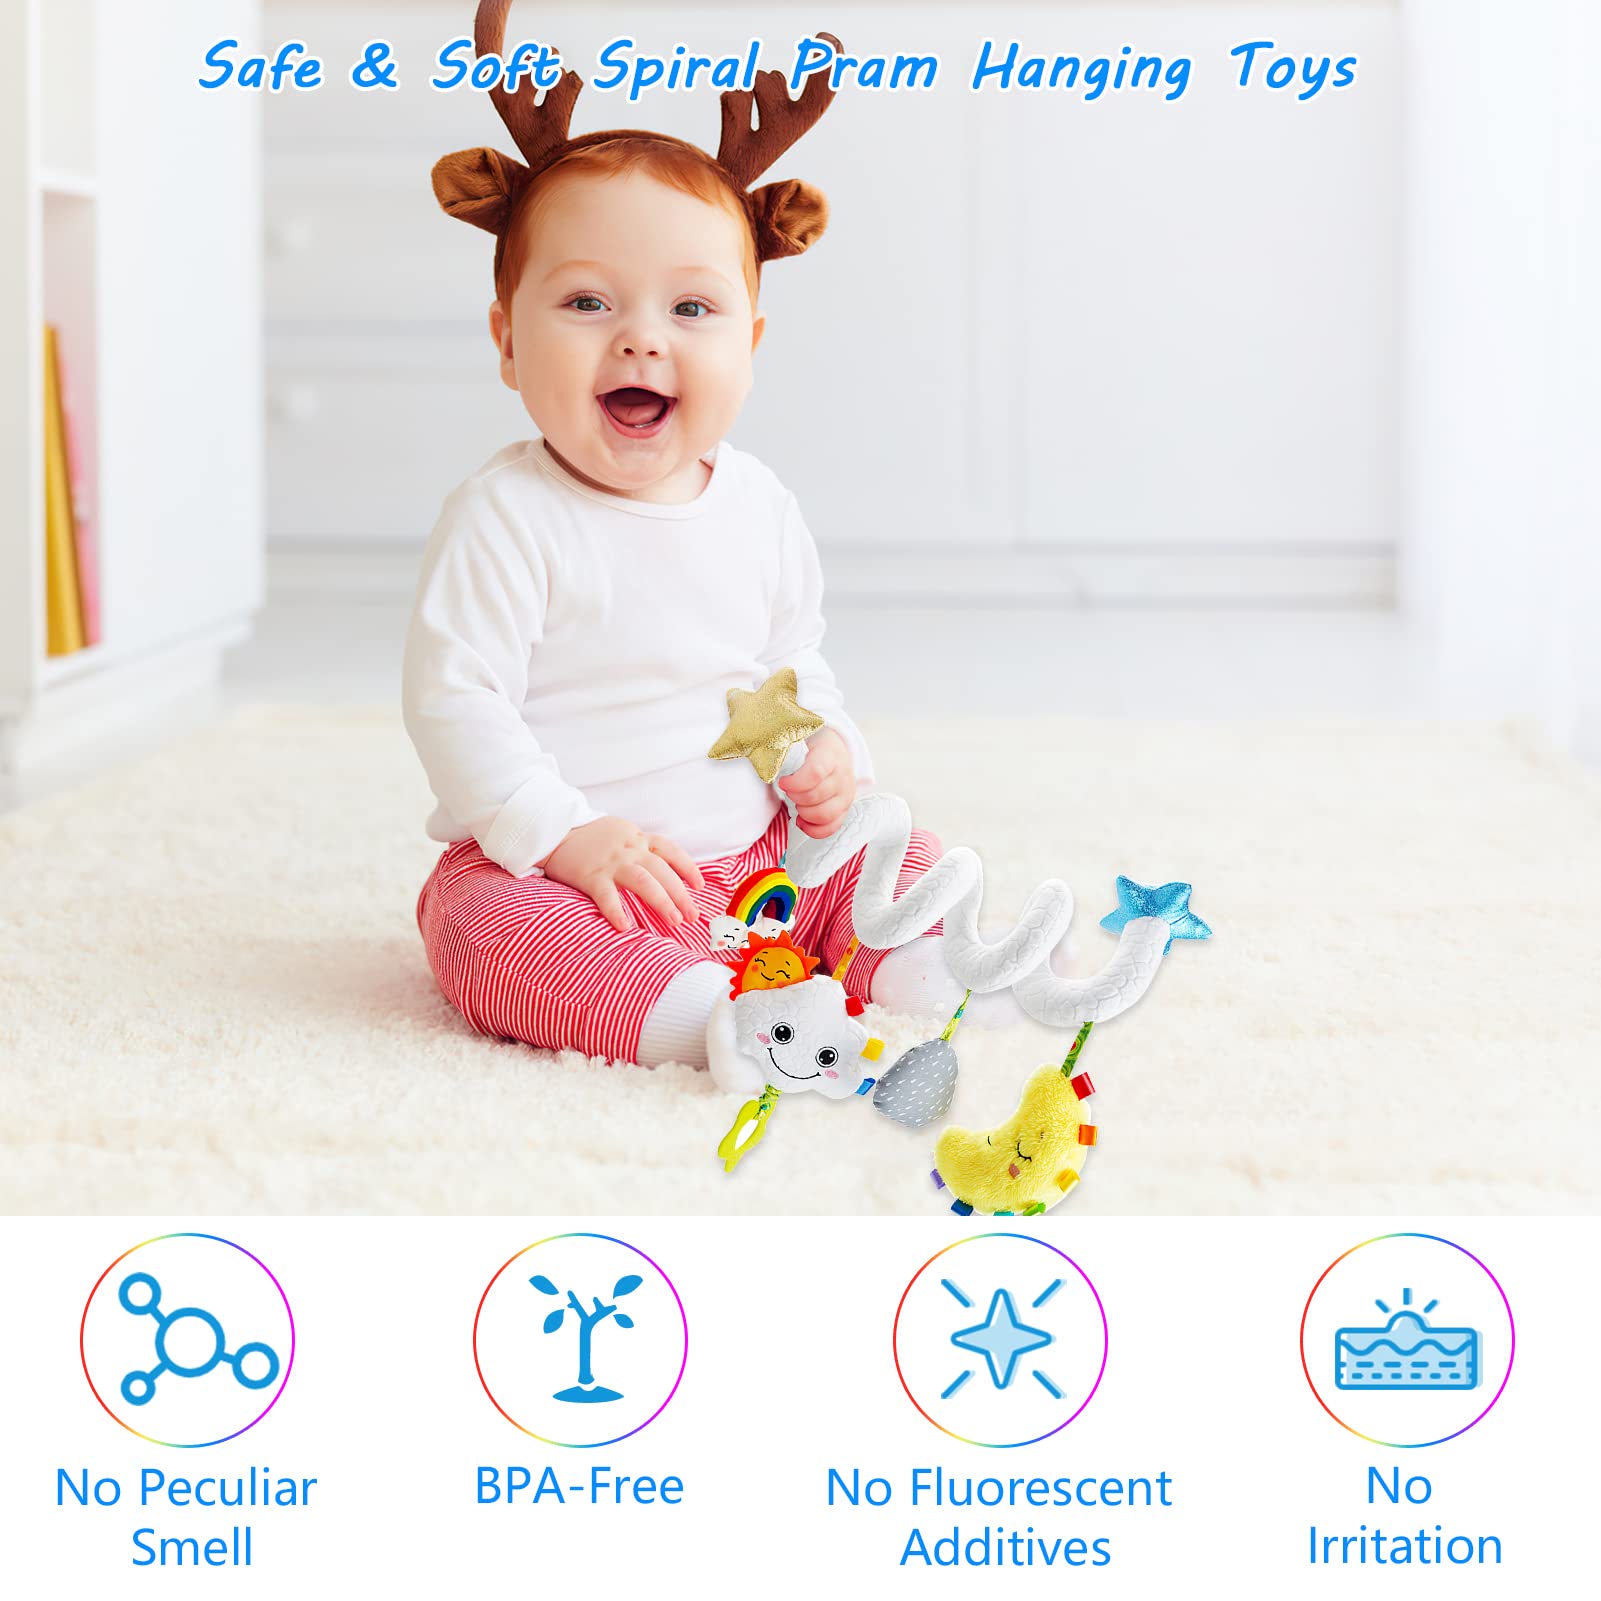 Safe & Soft Spiral Pram Hanging Toys
No Peculiar
Smell
BPA-Free
No Fluorescent
Additives
No
Irritation